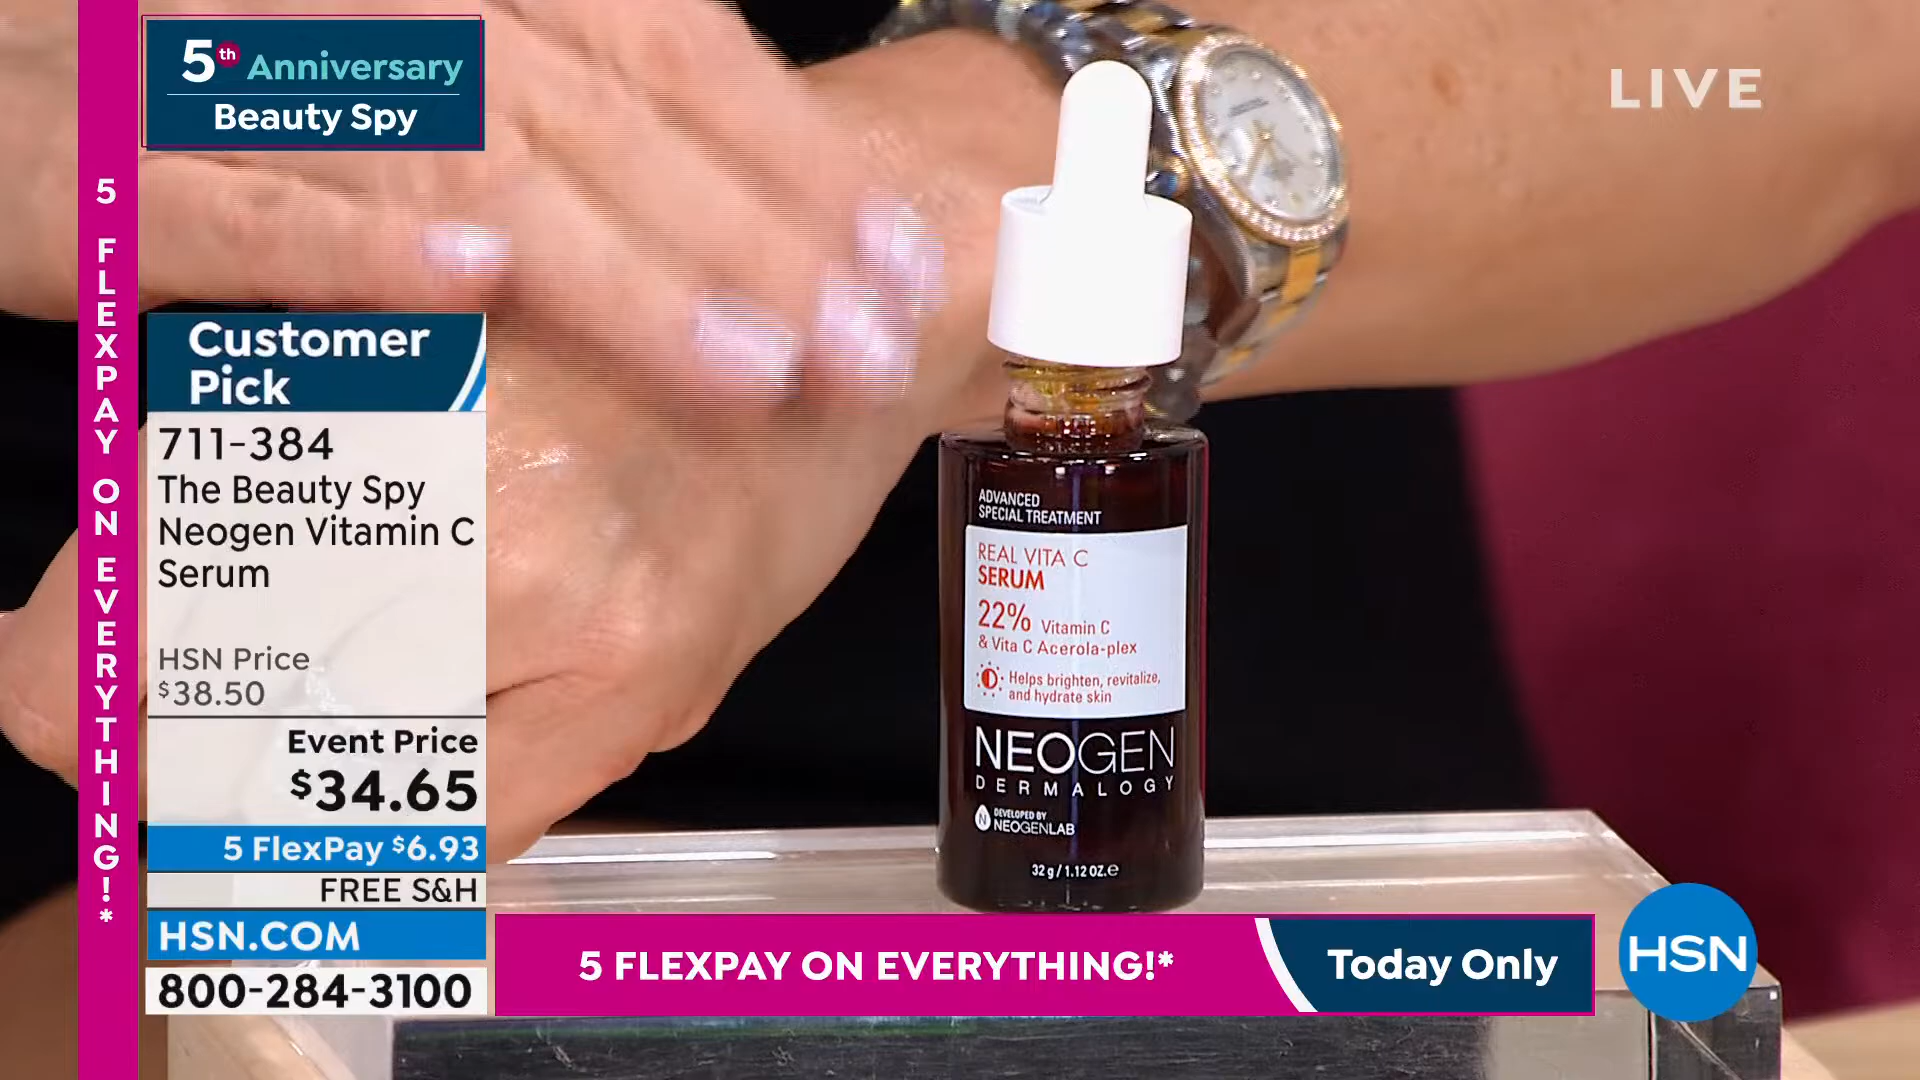 5th Anniversary
Beauty Spy
LIVE
5 FLEXPAY ON EVERYTHING!*
Customer
Pick
711-384
The Beauty Spy
Neogen Vitamin C
Serum
HSN Price
$38.50
Event Price
$34.65
5 FlexPay $6.93
FREE S&H
HSN.COM
800-284-3100
ADVANCED
SPECIAL TREATMENT
REAL VITA C
SERUM
22% Vitamin C
& Vita C Acerola-plex
Helps brighten, revitalize,
and hydrate skin
NEOGEN
DERMALOGY
N DEVELOPED BY
NEOGENLAB
32g/1.12 OZ.e
5 FLEXPAY ON EVERYTHING!*
Today Only
HSN